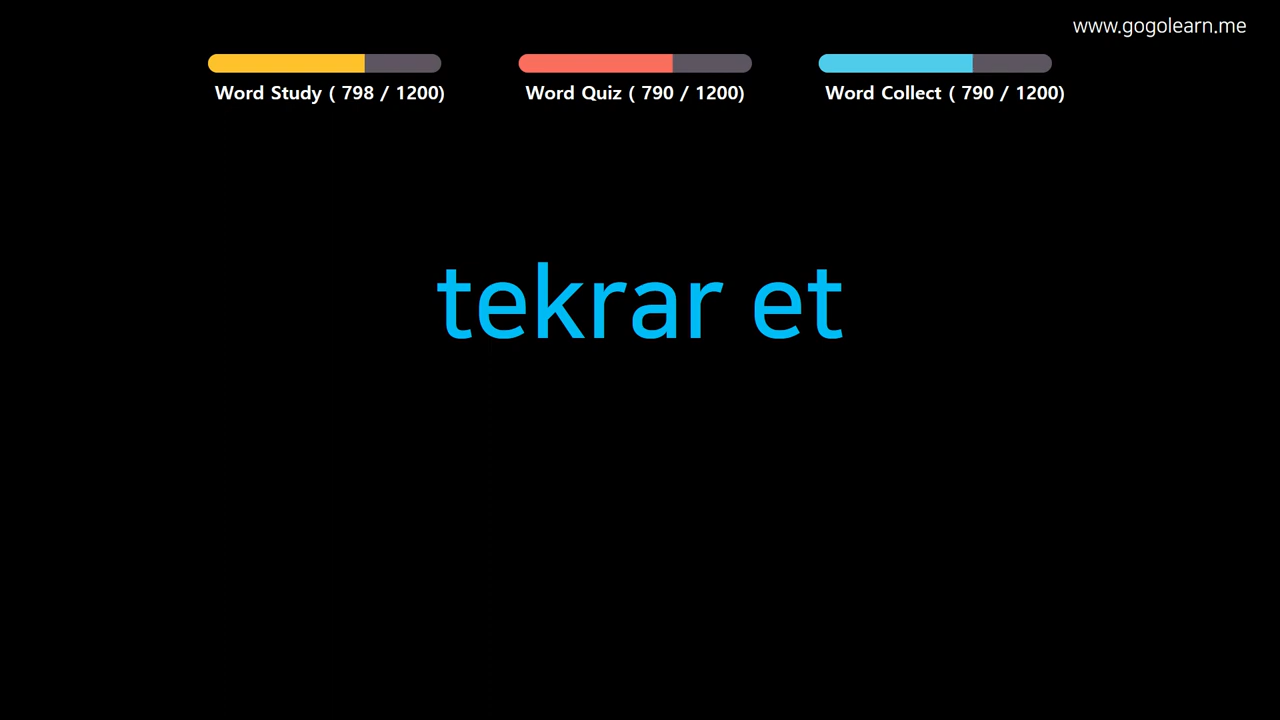 www.gogolearn.me
Word Study ( 798 / 1200)
Word Quiz ( 790 / 1200)
Word Collect ( 790 / 1200)
tekrar et